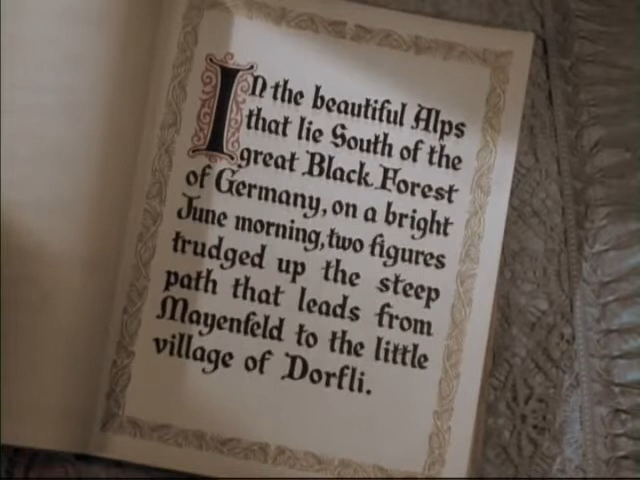 In the beautiful Alps
that lie South of the
great Black Forest
of Germany, on a bright
June morning, two figures
trudged up the steep
path that leads from
Mayenfeld to the little
village of Dorfli.